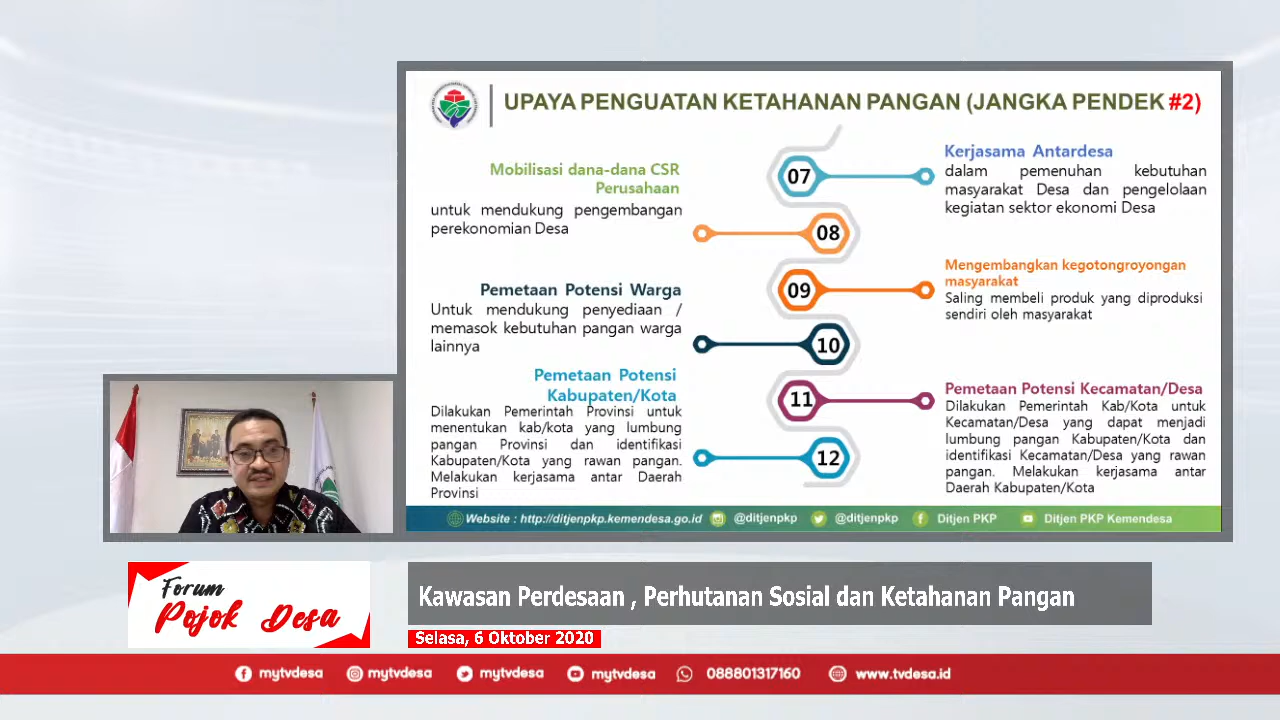 UPAYA PENGUATAN KETAHANAN PANGAN (JANGKA PENDEK #2)
07
Kerjasama Antardesa
dalam pemenuhan kebutuhan
masyarakat Desa dan pengelolaan
kegiatan sektor ekonomi Desa
Mobilisasi dana-dana CSR
Perusahaan
untuk mendukung pengembangan
perekonomian Desa
08
09
Mengembangkan kegotongroyongan
masyarakat
Saling membeli produk yang diproduksi
sendiri oleh masyarakat
Pemetaan Potensi Warga
Untuk mendukung penyediaan /
memasok kebutuhan pangan warga
lainnya
10
11
Pemetaan Potensi Kecamatan/Desa
Dilakukan Pemerintah Kab/Kota untuk
Kecamatan/Desa yang dapat menjadi
lumbung pangan Kabupaten/Kota dan
identifikasi Kecamatan/Desa yang rawan
pangan. Melakukan kerjasama antar
Daerah Kabupaten/Kota
Pemetaan Potensi
Kabupaten/Kota
Dilakukan Pemerintah Provinsi untuk
menentukan kab/kota yang lumbung
pangan Provinsi dan identifikasi
Kabupaten/Kota yang rawan pangan.
Melakukan kerjasama antar Daerah
Provinsi
12
Website : http://ditjenpkp.kemendesa.go.id @ditjenpkp @ditjenpkp Ditjen PKP Ditjen PKP Kemendesa
Forum
Pojok Desa
Kawasan Perdesaan , Perhutanan Sosial dan Ketahanan Pangan
Selasa, 6 Oktober 2020
mytvdesa mytvdesa mytvdesa mytvdesa 088801317160 www.tvdesa.id